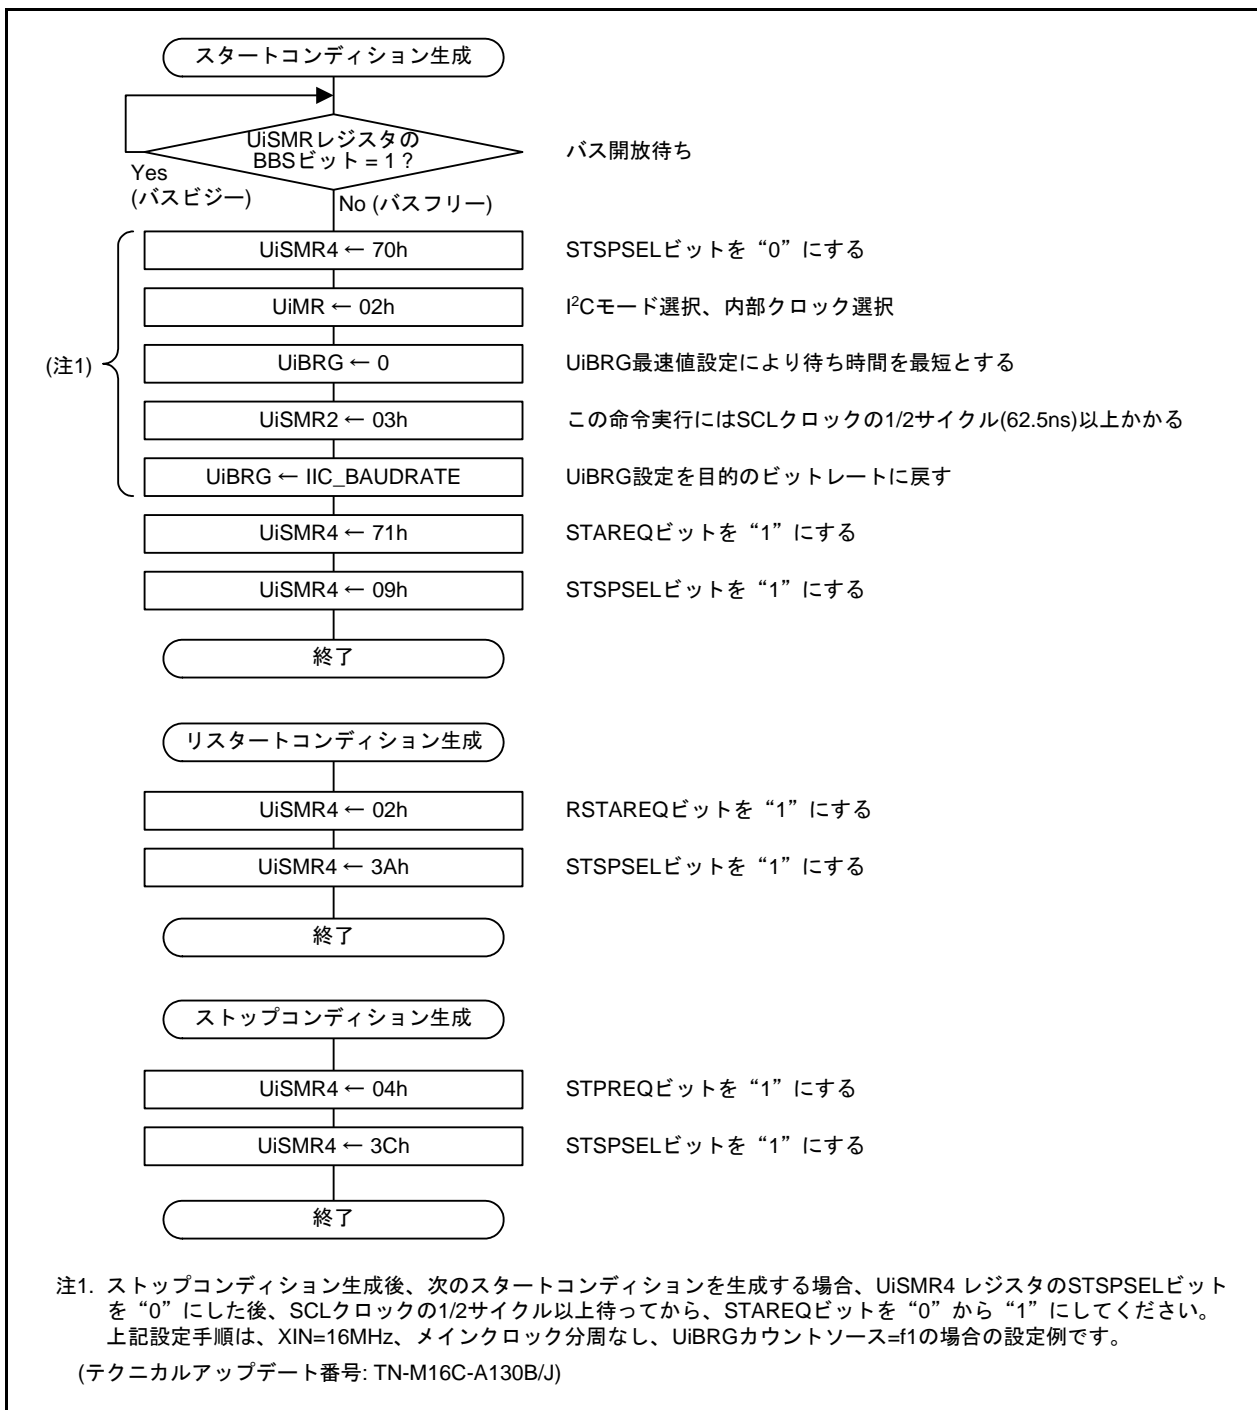 スタートコンディション生成
UiSMRレジスタの
BBSビット = 1 ?
バス開放待ち
Yes
(バスビジー)
No (バスフリー)
(注1)
UiSMR4 ← 70h
STSPSELビットを“0”にする
UiMR ← 02h
I²Cモード選択、内部クロック選択
UiBRG ← 0
UiBRG最速値設定により待ち時間を最短とする
UiSMR2 ← 03h
この命令実行にはSCLクロックの1/2サイクル(62.5ns)以上かかる
UiBRG ← IIC_BAUDRATE
UiBRG設定を目的のビットレートに戻す
UiSMR4 ← 71h
STAREQビットを“1”にする
UiSMR4 ← 09h
STSPSELビットを“1”にする
終了
リスタートコンディション生成
UiSMR4 ← 02h
RSTAREQビットを“1”にする
UiSMR4 ← 3Ah
STSPSELビットを“1”にする
終了
ストップコンディション生成
UiSMR4 ← 04h
STPREQビットを“1”にする
UiSMR4 ← 3Ch
STSPSELビットを“1”にする
終了
注1. ストップコンディション生成後、次のスタートコンディションを生成する場合、UiSMR4 レジスタのSTSPSELビット
を“0”にした後、SCLクロックの1/2サイクル以上待ってから、STAREQビットを“0”から“1”にしてください。
上記設定手順は、XIN=16MHz、メインクロック分周なし、UiBRGカウントソース=f1の場合の設定例です。
(テクニカルアップデート番号: TN-M16C-A130B/J)